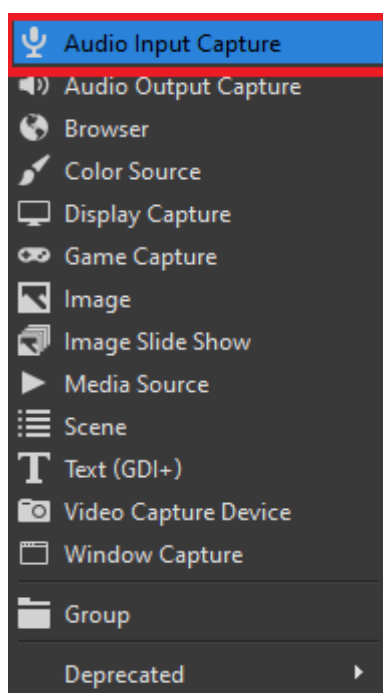 Audio Input Capture
Audio Output Capture
Browser
Color Source
Display Capture
Game Capture
Image
Image Slide Show
Media Source
Scene
Text (GDI+)
Video Capture Device
Window Capture
Group
Deprecated